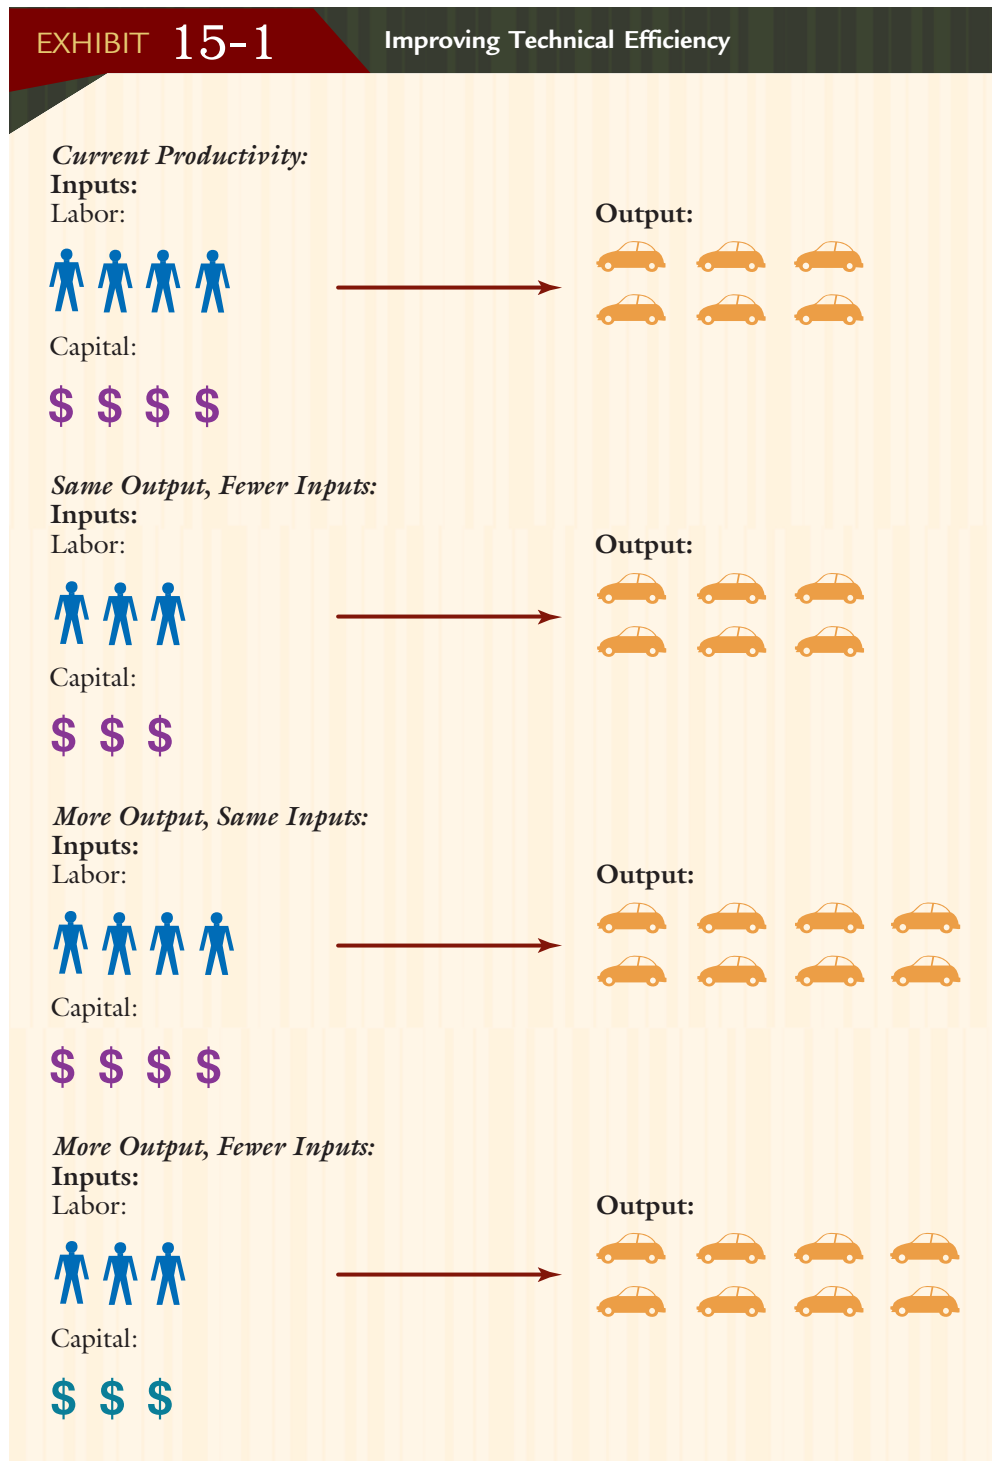 EXHIBIT 15-1
Improving Technical Efficiency
Current Productivity:
Inputs:
Labor:
Output:
Capital:
$ $ $ $
Same Output, Fewer Inputs:
Inputs:
Labor:
Output:
Capital:
$ $ $
More Output, Same Inputs:
Inputs:
Labor:
Output:
Capital:
$ $ $ $
More Output, Fewer Inputs:
Inputs:
Labor:
Output:
Capital:
$ $ $